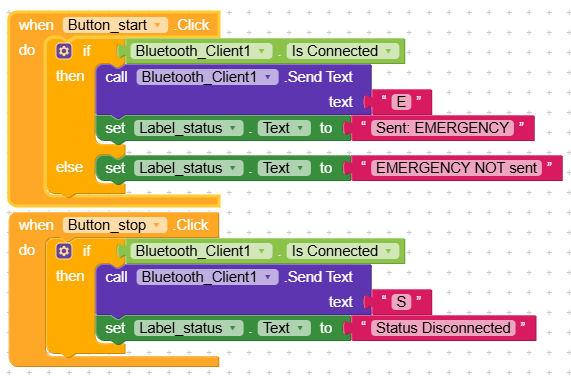 when Button_start .Click
do if Bluetooth_Client1 . Is Connected
then call Bluetooth_Client1 .Send Text
text " E "
set Label_status . Text to " Sent: EMERGENCY "
else set Label_status . Text to " EMERGENCY NOT sent "
when Button_stop .Click
do if Bluetooth_Client1 . Is Connected
then call Bluetooth_Client1 .Send Text
text " S "
set Label_status . Text to " Status Disconnected "